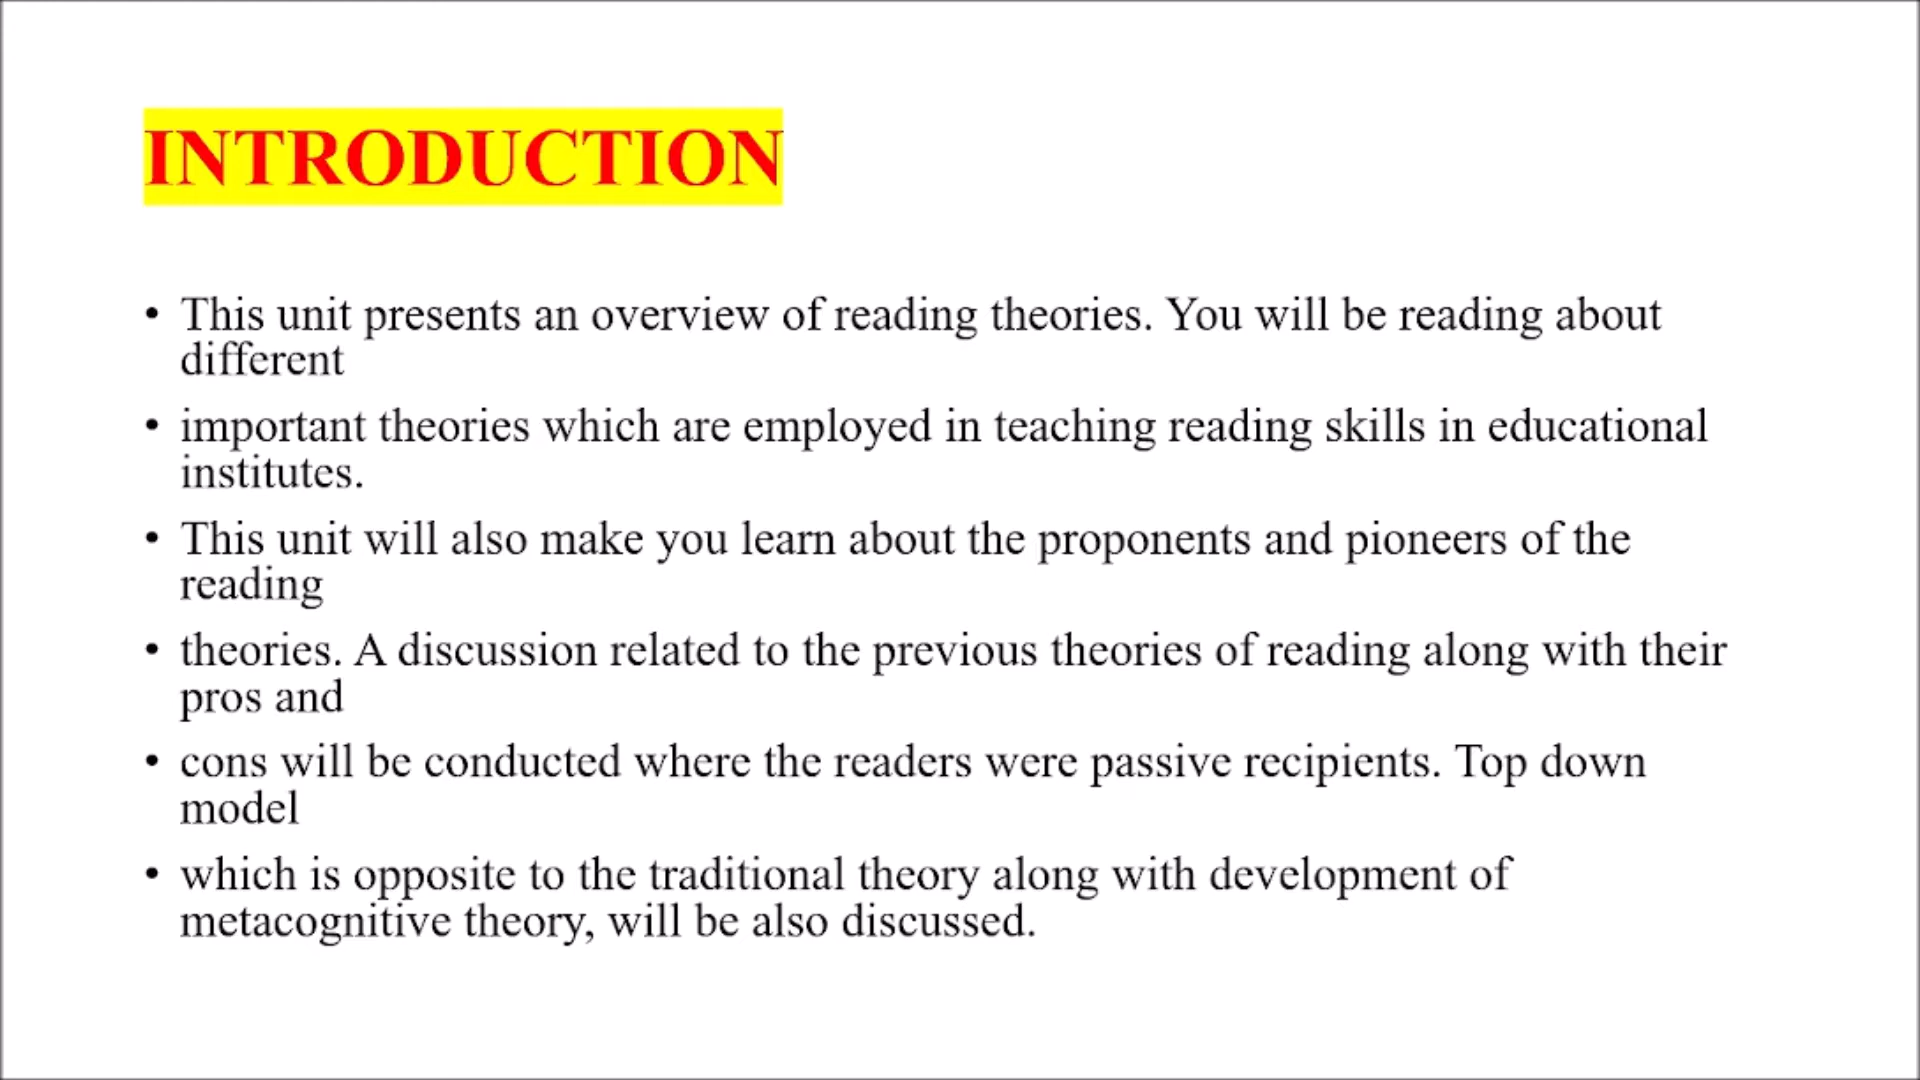 INTRODUCTION
• This unit presents an overview of reading theories. You will be reading about
different
• important theories which are employed in teaching reading skills in educational
institutes.
• This unit will also make you learn about the proponents and pioneers of the
reading
• theories. A discussion related to the previous theories of reading along with their
pros and
• cons will be conducted where the readers were passive recipients. Top down
model
• which is opposite to the traditional theory along with development of
metacognitive theory, will be also discussed.